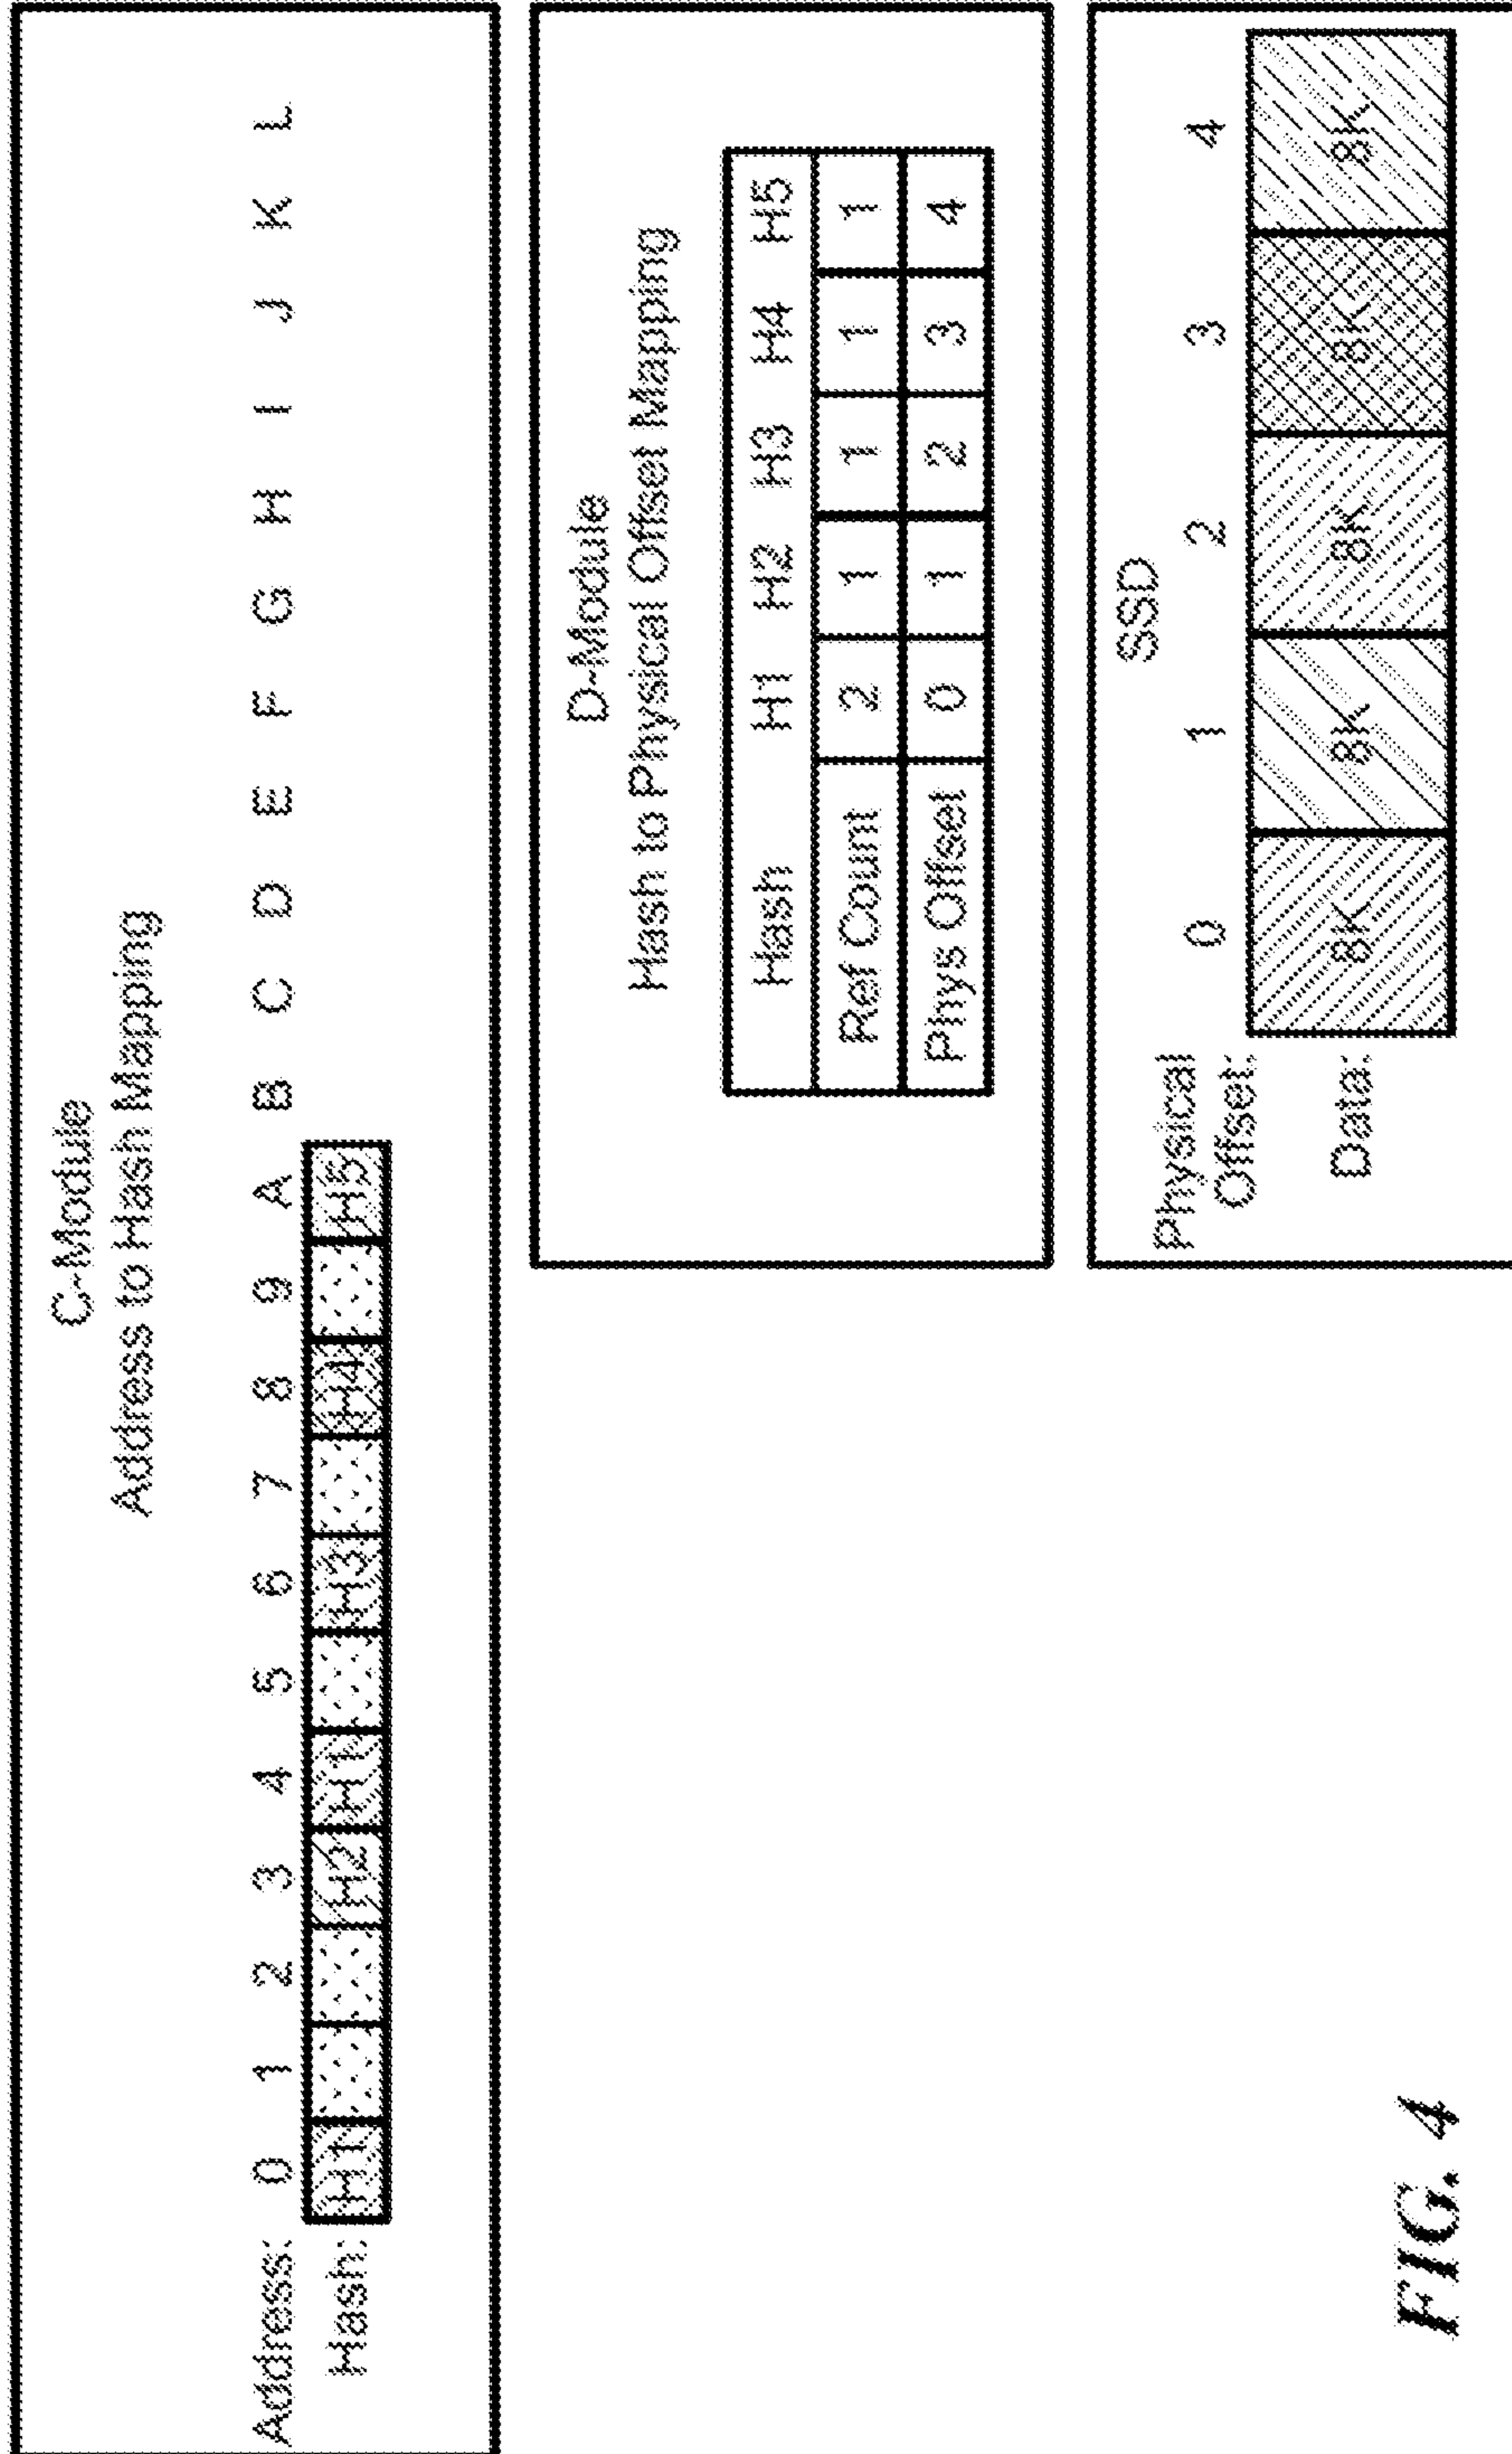 C-Module
Address to Hash Mapping
Address: 0 1 2 3 4 5 6 7 8 9 A B C D E F G H I J K L
Hash: H1 H2 H1 H3 H4 H5
D-Module
Hash to Physical Offset Mapping
Hash H1 H2 H3 H4 H5
Ref Count 2 1 1 1 1
Phys Offset 0 1 2 3 4
SSD
Physical
Offset: 0 1 2 3 4
Data: 8K 8K 8K 8K 8K
FIG. 4